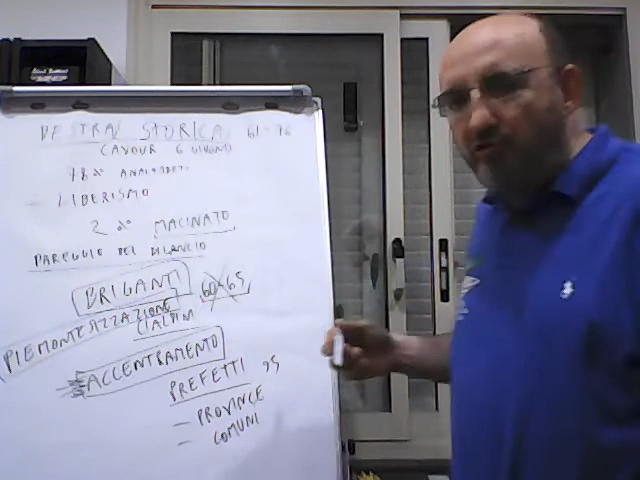 DESTRA STORICA 61-76
CAVOUR 6 GIUGNO
78% ANALFABETI
- LIBERISMO
2% MACINATO
PAREGGIO DEL BILANCIO
BRIGANTI 60-65
PIEMONTESIZZAZIONE
CIALDINI
ACCENTRAMENTO
PREFETTI
- PROVINCE
- COMUNI